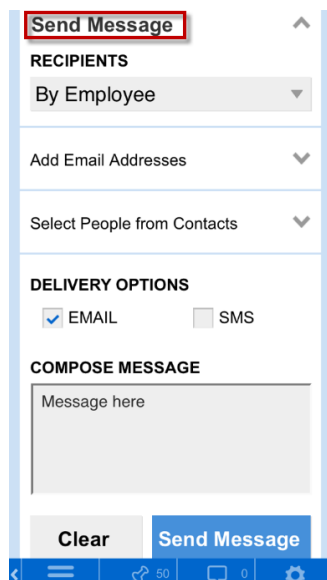 Send Message
RECIPIENTS
By Employee
Add Email Addresses
Select People from Contacts
DELIVERY OPTIONS
EMAIL SMS
COMPOSE MESSAGE
Message here
Clear Send Message
50 0